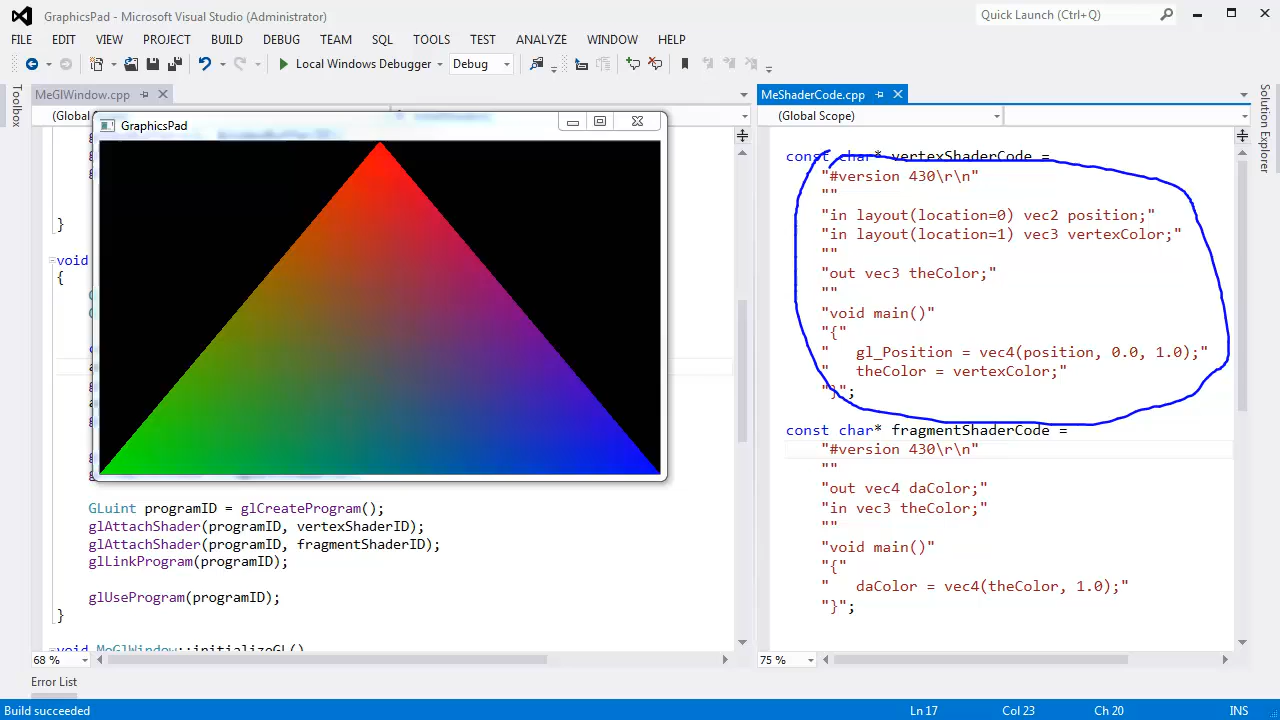 GraphicsPad - Microsoft Visual Studio (Administrator)
Quick Launch (Ctrl+Q)
FILE EDIT VIEW PROJECT BUILD DEBUG TEAM SQL TOOLS TEST ANALYZE WINDOW HELP
Local Windows Debugger Debug
Toolbox
MeGlWindow.cpp
(Global
GraphicsPad
}
void
{
GLuint programID = glCreateProgram();
glAttachShader(programID, vertexShaderID);
glAttachShader(programID, fragmentShaderID);
glLinkProgram(programID);
glUseProgram(programID);
}
void MeGlWindow::initializeGL()
68 %
MeShaderCode.cpp
(Global Scope)
const char* vertexShaderCode =
"#version 430\r\n"
""
"in layout(location=0) vec2 position;"
"in layout(location=1) vec3 vertexColor;"
""
"out vec3 theColor;"
""
"void main()"
"{"
"   gl_Position = vec4(position, 0.0, 1.0);"
"   theColor = vertexColor;"
"}";
const char* fragmentShaderCode =
"#version 430\r\n"
""
"out vec4 daColor;"
"in vec3 theColor;"
""
"void main()"
"{"
"   daColor = vec4(theColor, 1.0);"
"}";
75 %
Solution Explorer
Error List
Build succeeded Ln 17 Col 23 Ch 20 INS